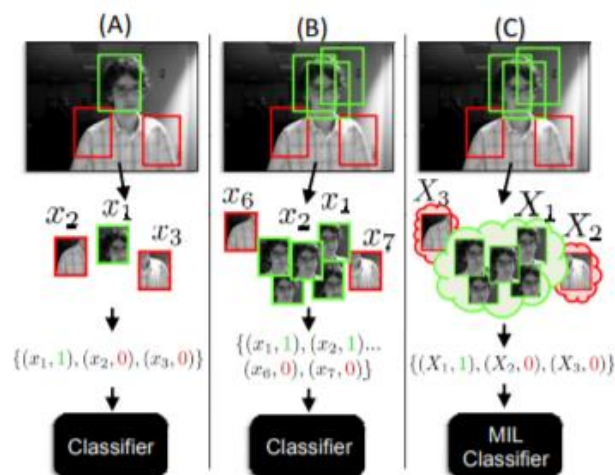 (A) (B) (C)
x₂ x₁ x₃
x₆ x₂ x₁ x₇
X₃ X₁ X₂
{(x₁, 1), (x₂, 0), (x₃, 0)}
{(x₁, 1), (x₂, 1)...
(x₆, 0), (x₇, 0)}
{(X₁, 1), (X₂, 0), (X₃, 0)}
Classifier
Classifier
MIL
Classifier